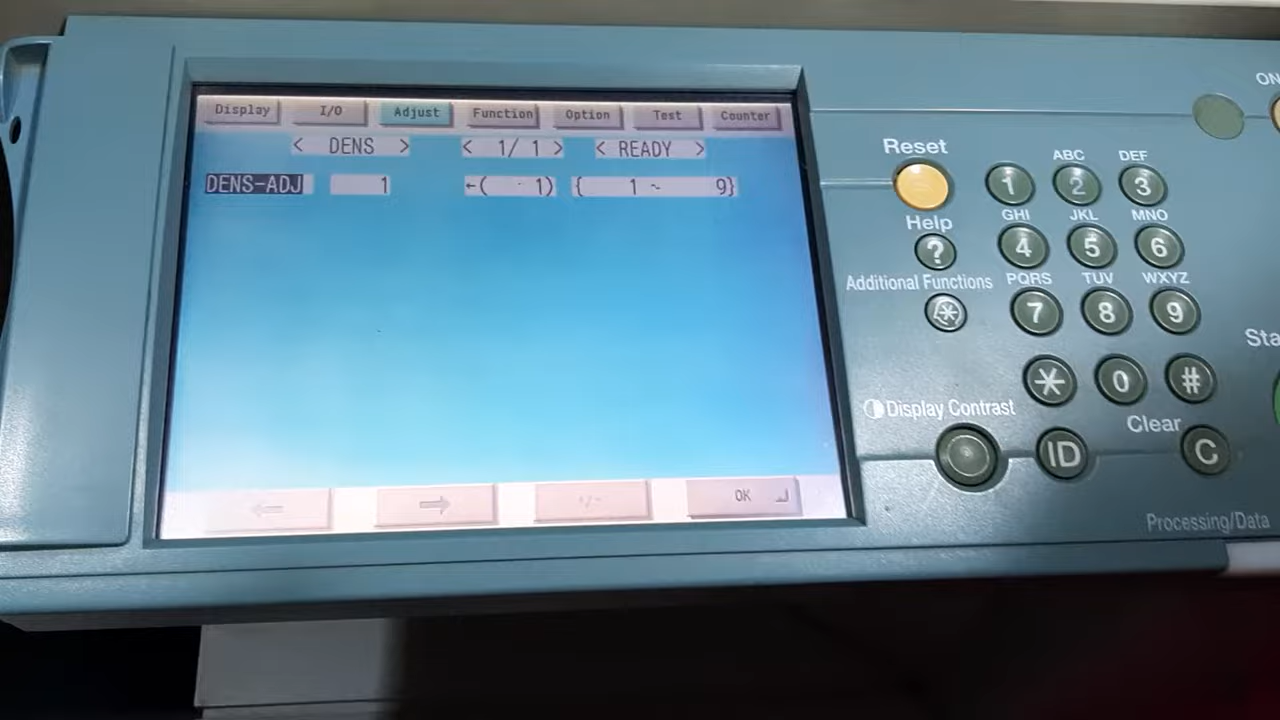 Display I/O Adjust Function Option Test Counter
< DENS > < 1/ 1 > < READY >
DENS-ADJ 1 ←( 1) { 1 ~ 9}
← → +/- OK
ON
Reset
Help
?
Additional Functions
Display Contrast
ABC DEF
1 2 3
GHI JKL MNO
4 5 6
PQRS TUV WXYZ
7 8 9
* 0 #
Clear
ID C
Sta
Processing/Data